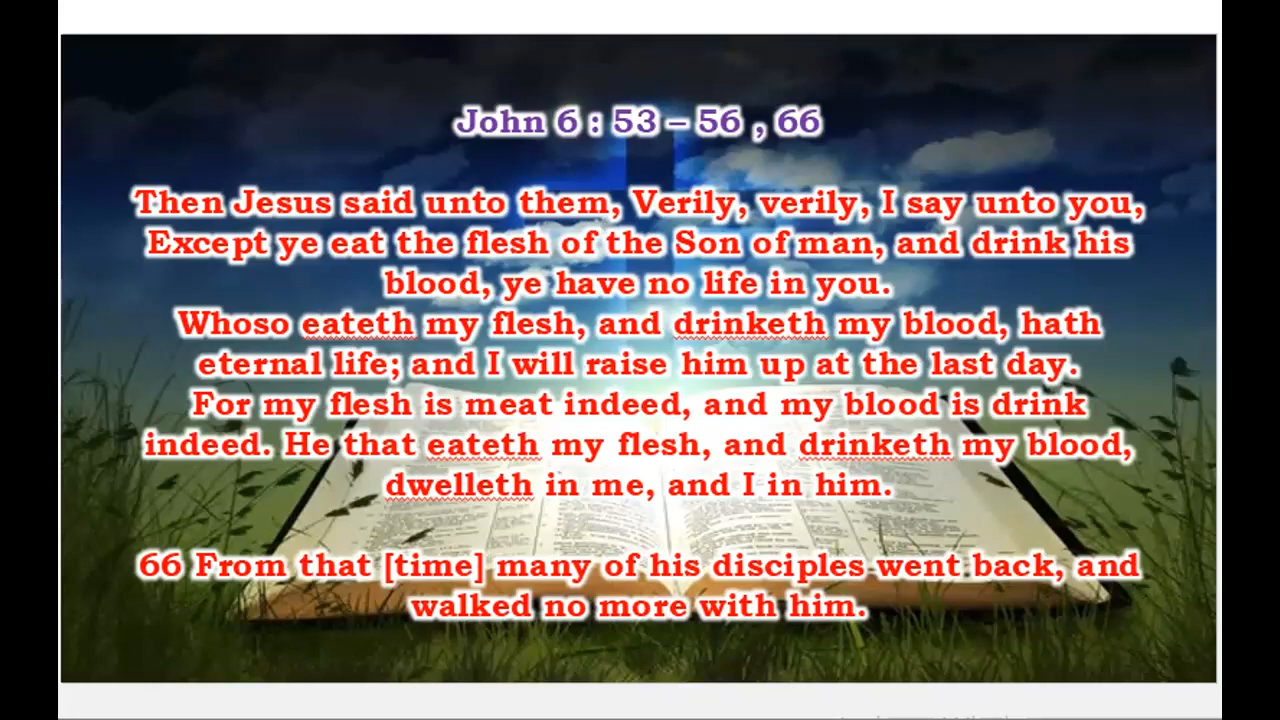 John 6 : 53 – 56 , 66
Then Jesus said unto them, Verily, verily, I say unto you,
Except ye eat the flesh of the Son of man, and drink his
blood, ye have no life in you.
Whoso eateth my flesh, and drinketh my blood, hath
eternal life; and I will raise him up at the last day.
For my flesh is meat indeed, and my blood is drink
indeed. He that eateth my flesh, and drinketh my blood,
dwelleth in me, and I in him.
66 From that [time] many of his disciples went back, and
walked no more with him.